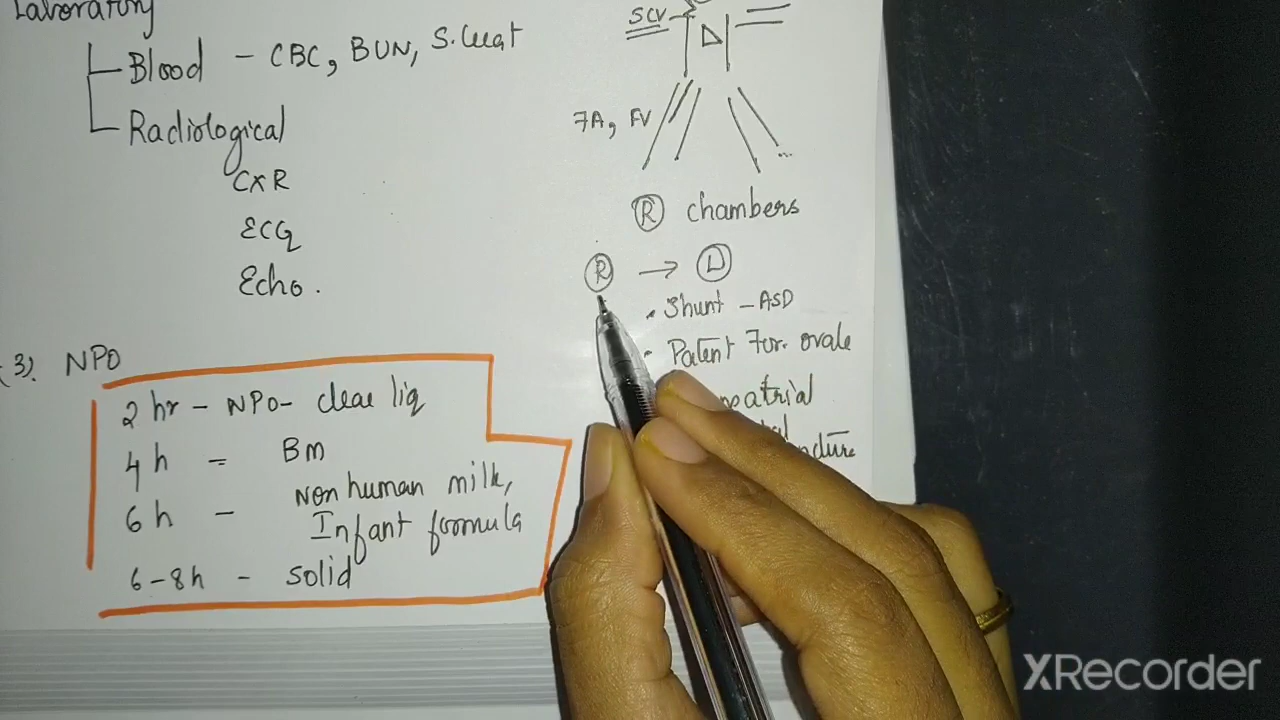 Laboratory
Blood - CBC, BUN, S.Creat
Radiological
CXR
ECG
Echo.
(3). NPO
2 hr - NPO - clear liq
4 h - BM
6 h - Non human milk,
Infant formula
6-8h - solid
SCV
FA, FV
R chambers
R → L
• Shunt - ASD
• Patent For. ovale
XRecorder